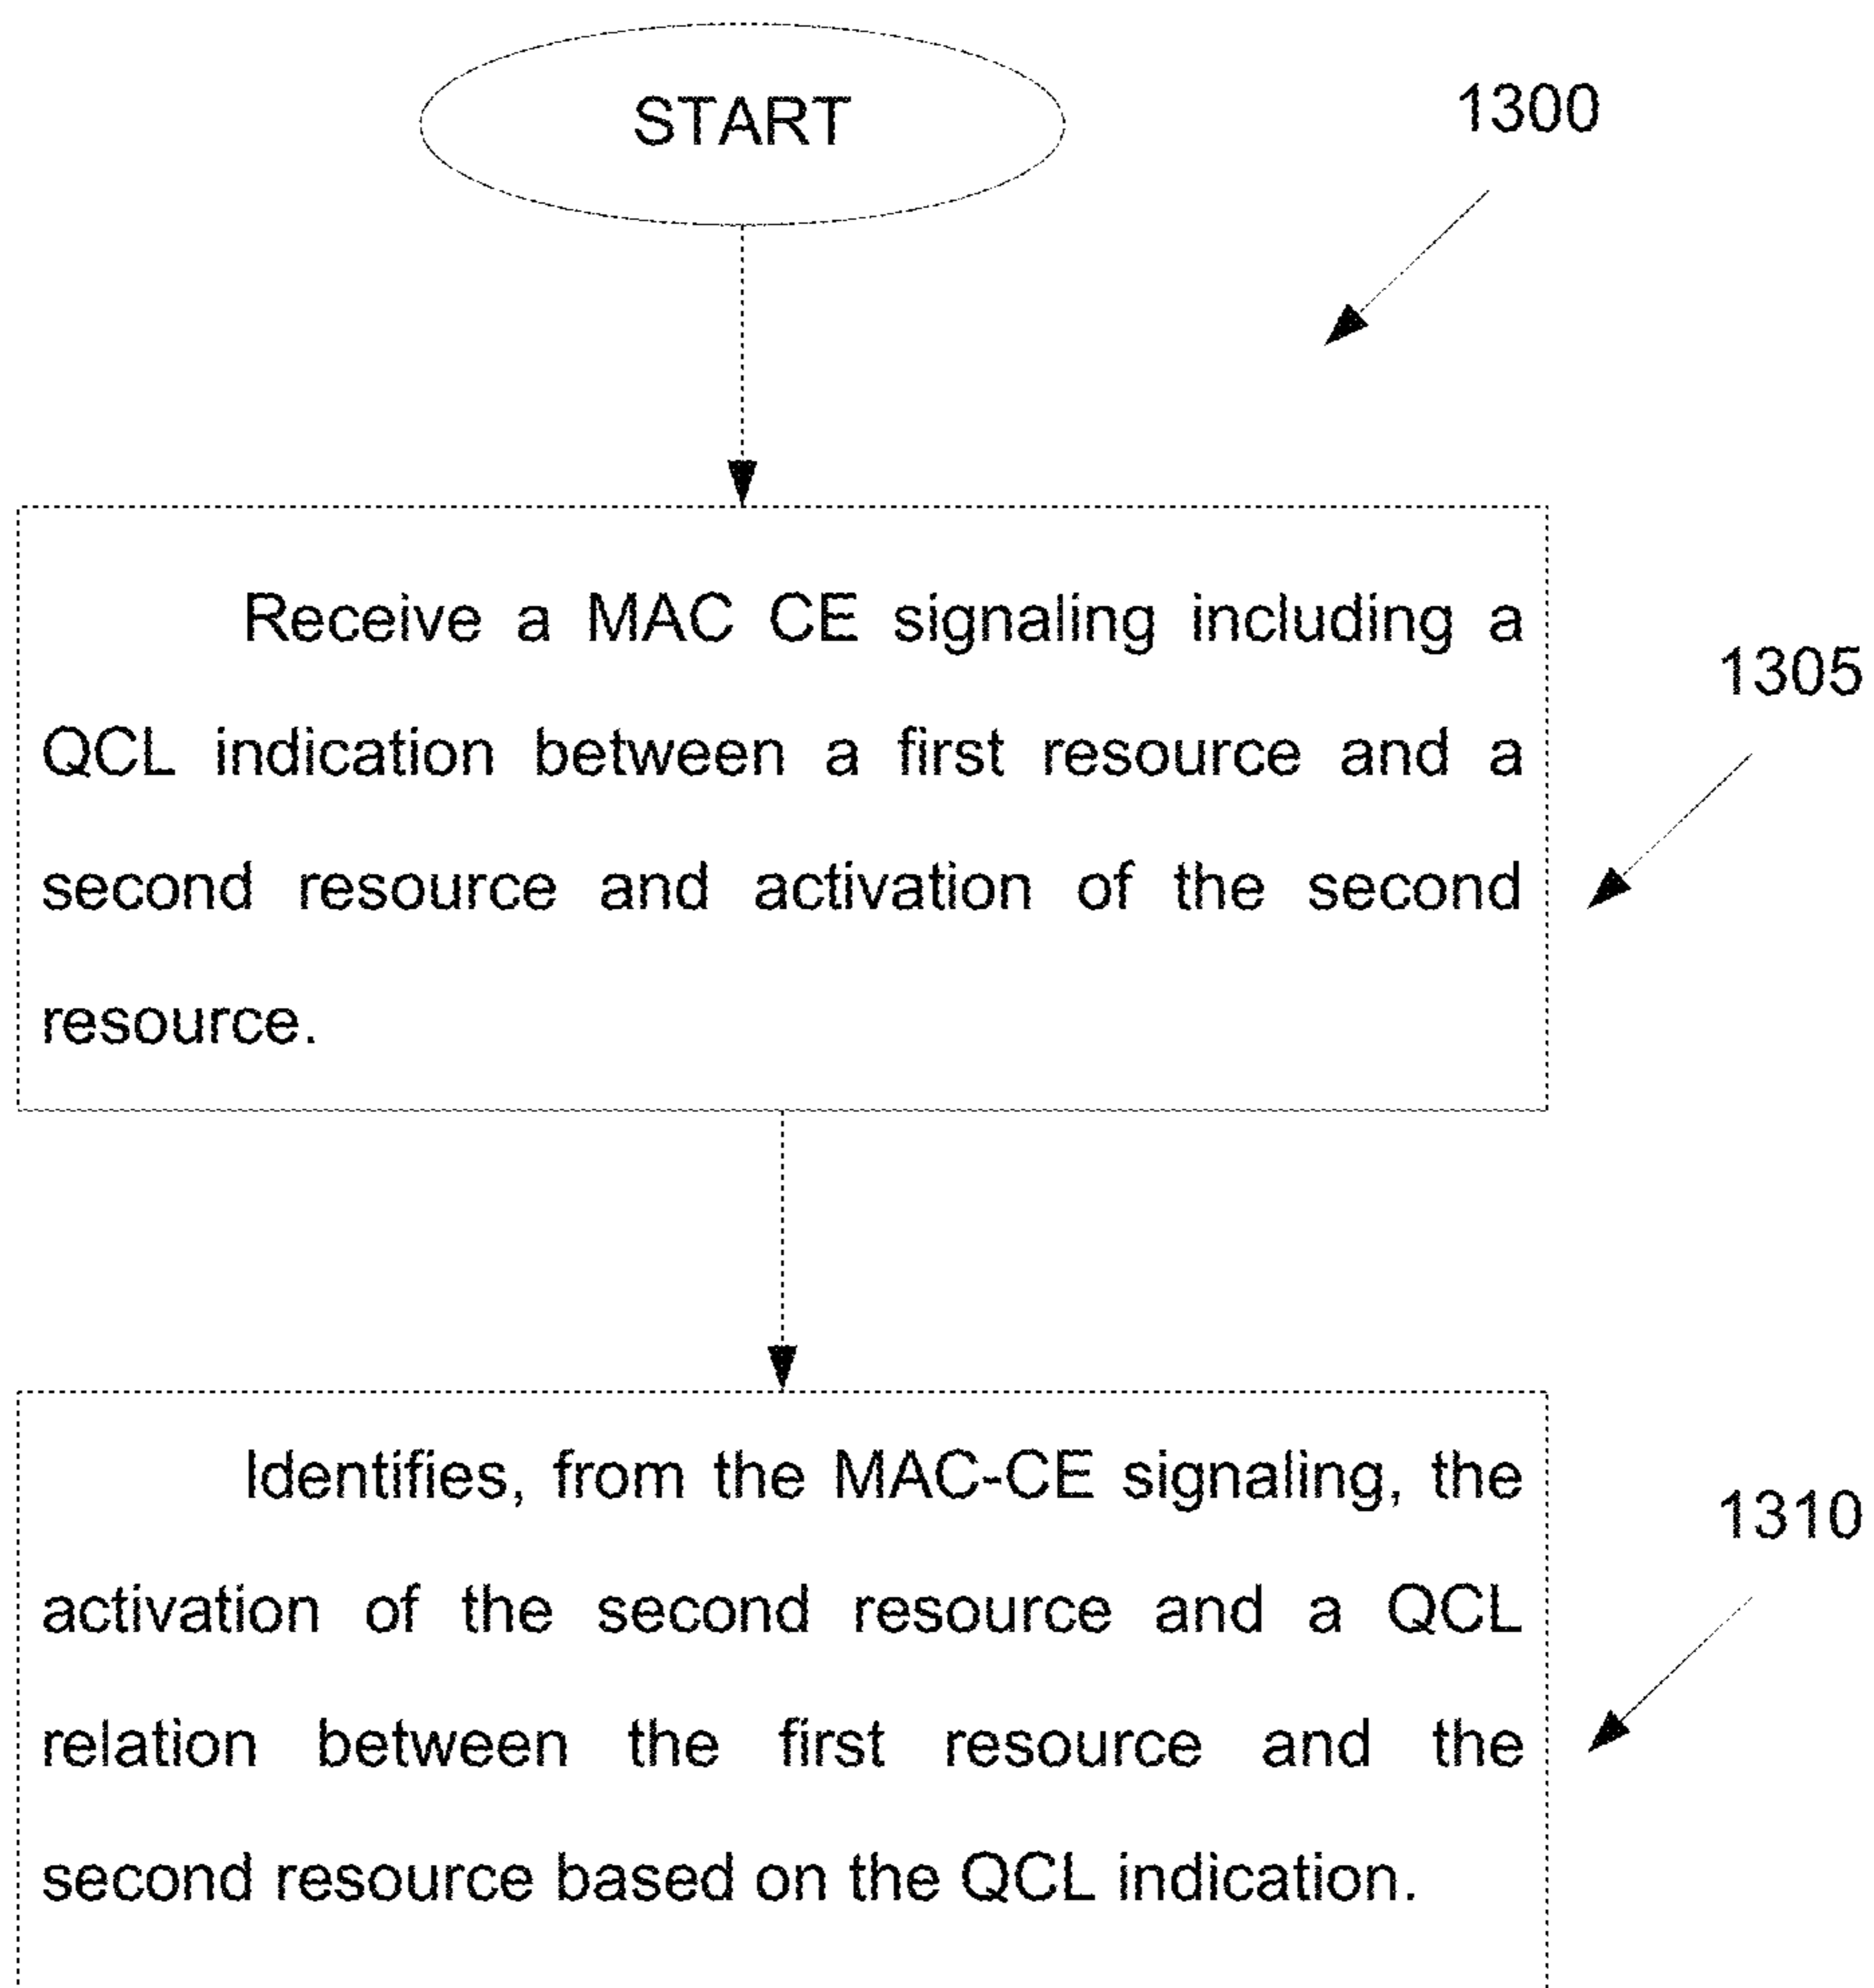 START
1300
Receive a MAC CE signaling including a
QCL indication between a first resource and a
second resource and activation of the second
resource.
1305
Identifies, from the MAC-CE signaling, the
activation of the second resource and a QCL
relation between the first resource and the
second resource based on the QCL indication.
1310